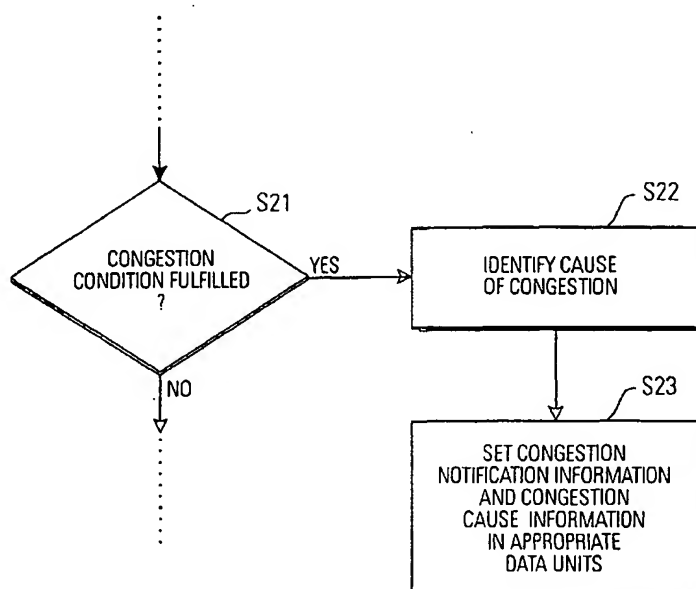 S21
CONGESTION
CONDITION FULFILLED
?
YES
NO
S22
IDENTIFY CAUSE
OF CONGESTION
S23
SET CONGESTION
NOTIFICATION INFORMATION
AND CONGESTION
CAUSE INFORMATION
IN APPROPRIATE
DATA UNITS